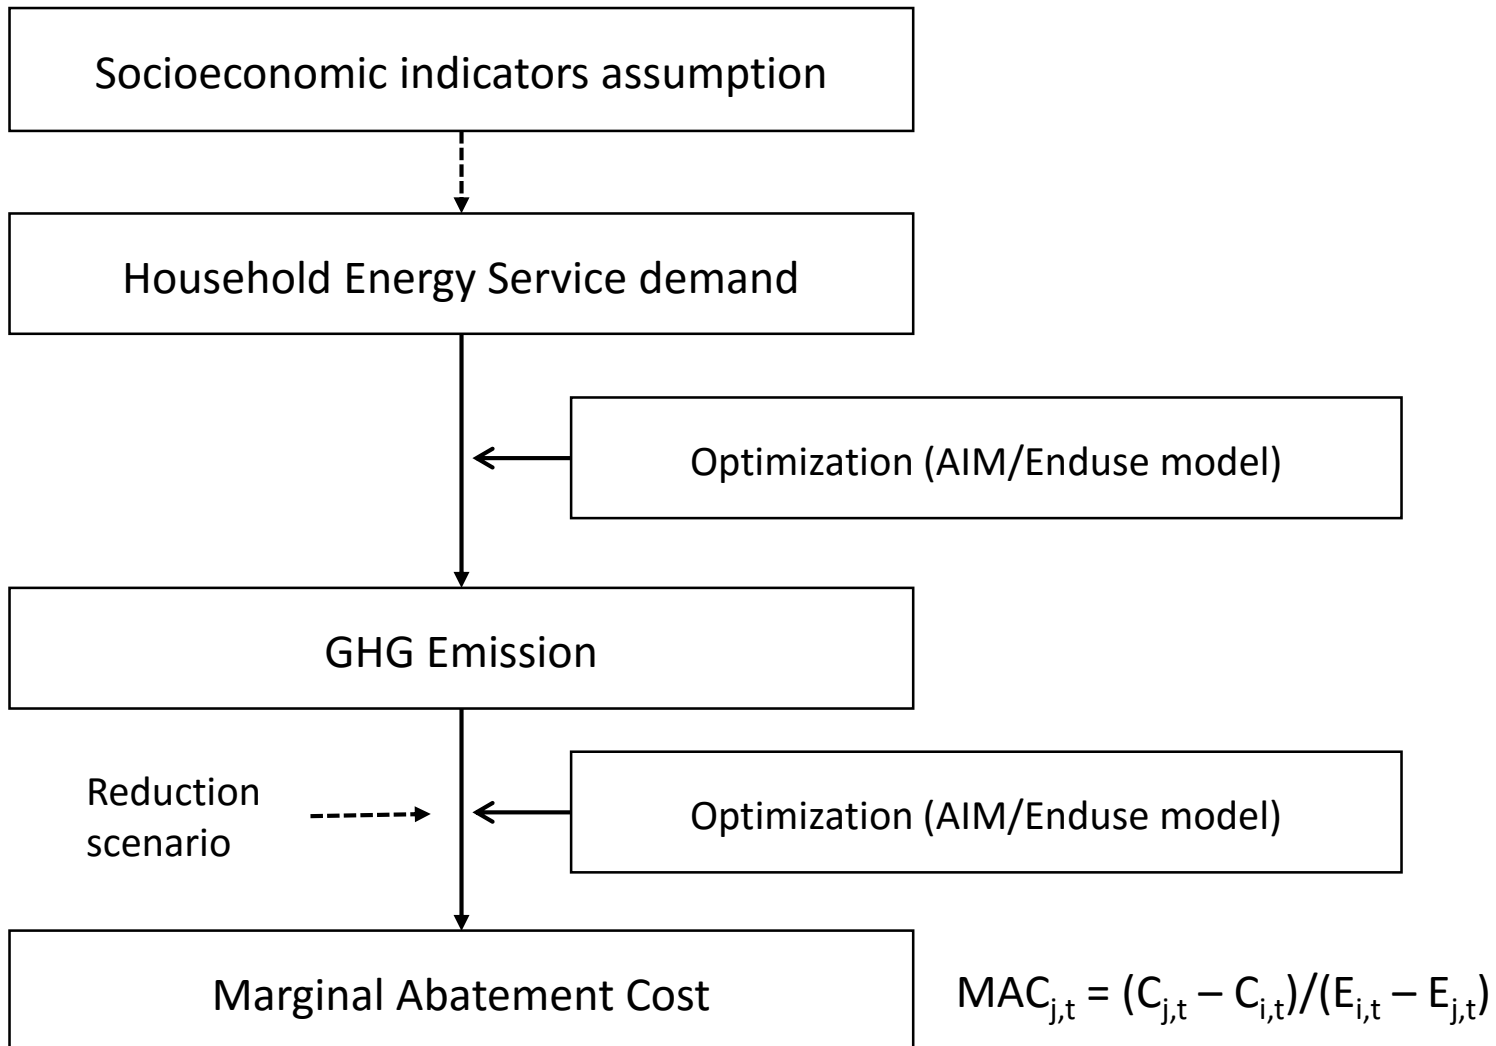 Socioeconomic indicators assumption
Household Energy Service demand
Optimization (AIM/Enduse model)
GHG Emission
Reduction
scenario
Optimization (AIM/Enduse model)
Marginal Abatement Cost
MACj,t = (Cj,t – Ci,t)/(Ei,t – Ej,t)